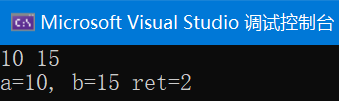 Microsoft Visual Studio 调试控制台
10 15
a=10, b=15 ret=2